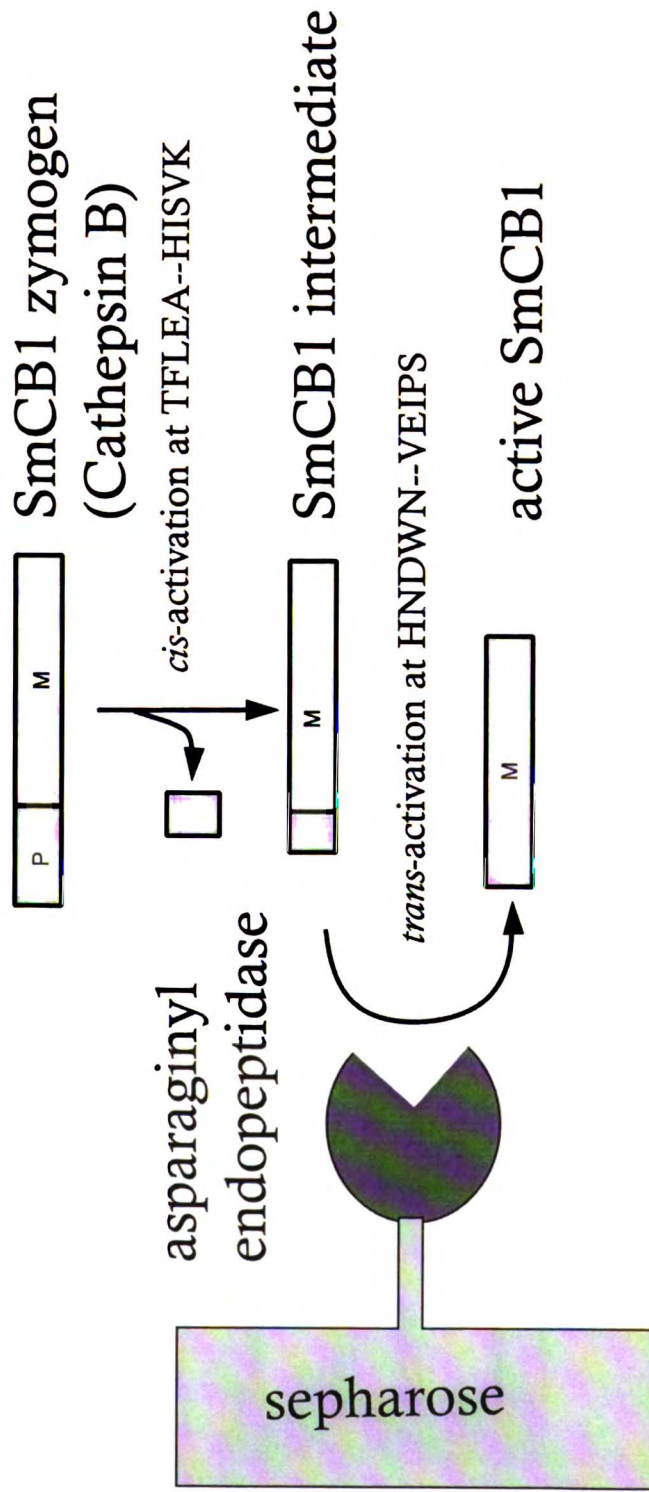 SmCB1 zymogen
(Cathepsin B)
P
M
cis-activation at TFLEA--HISVK
asparaginyl
endopeptidase
M
SmCB1 intermediate
trans-activation at HNDWN--VEIPS
sepharose
M
active SmCB1